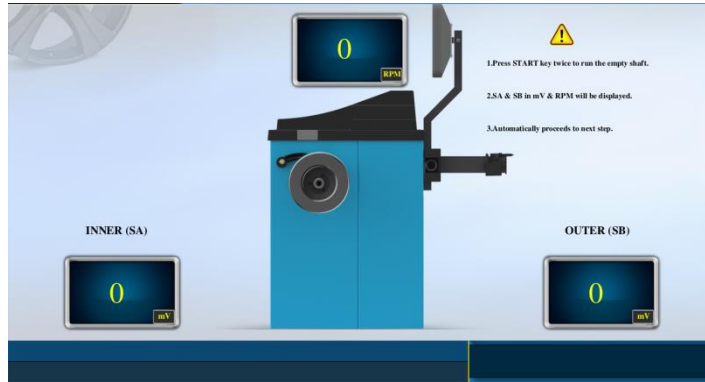 0
RPM
1.Press START key twice to run the empty shaft.
2.SA & SB in mV & RPM will be displayed.
3.Automatically proceeds to next step.
INNER (SA)
OUTER (SB)
0
mV
0
mV